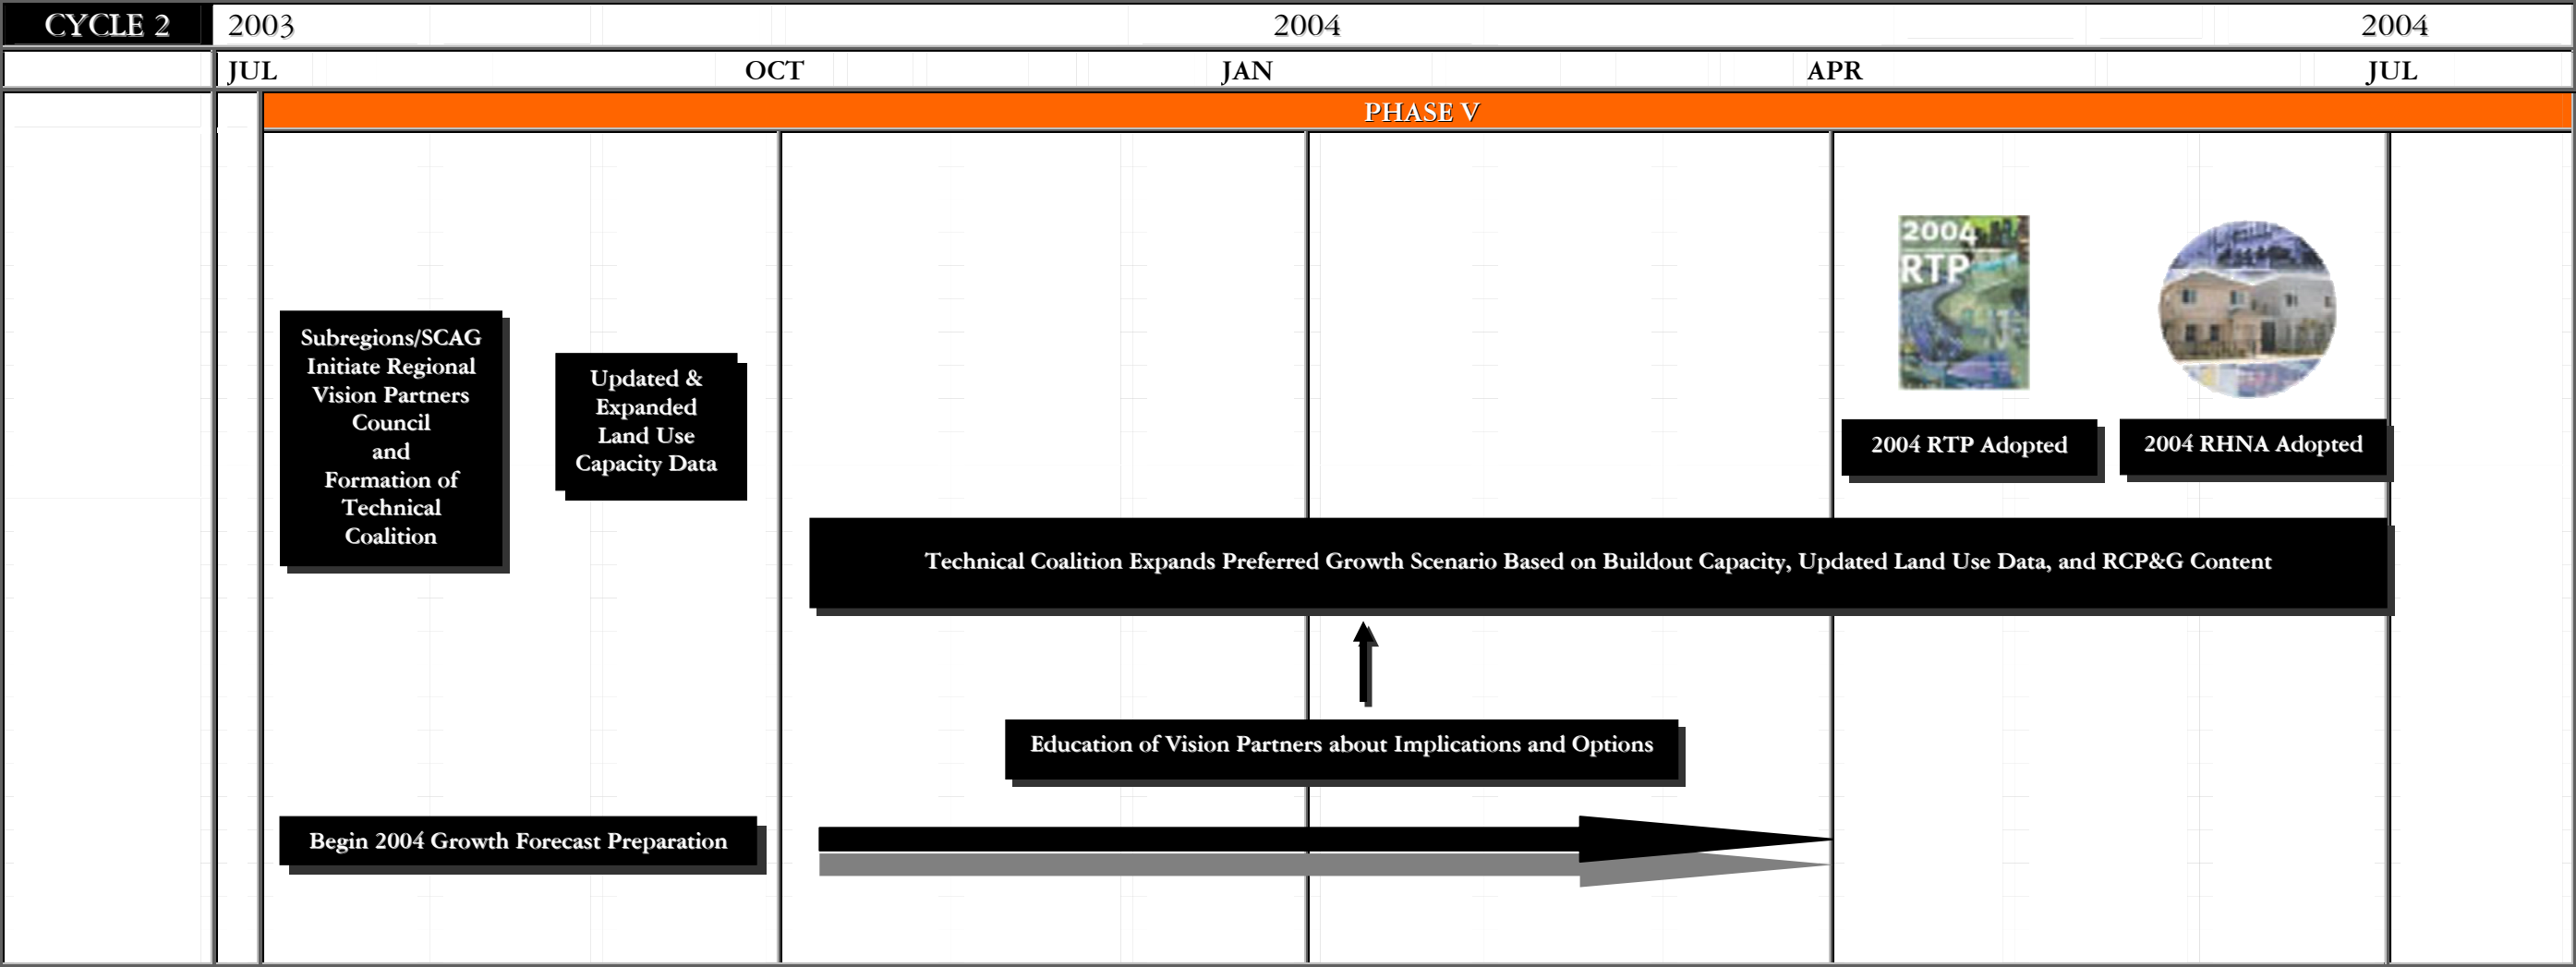 CYCLE 2
2003
2004
2004
JUL
OCT
JAN
APR
JUL
PHASE V
2004
RTP
Subregions/SCAG
Initiate Regional
Vision Partners
Council
and
Formation of
Technical
Coalition
Updated &
Expanded
Land Use
Capacity Data
2004 RTP Adopted
2004 RHNA Adopted
Technical Coalition Expands Preferred Growth Scenario Based on Buildout Capacity, Updated Land Use Data, and RCP&G Content
Education of Vision Partners about Implications and Options
Begin 2004 Growth Forecast Preparation